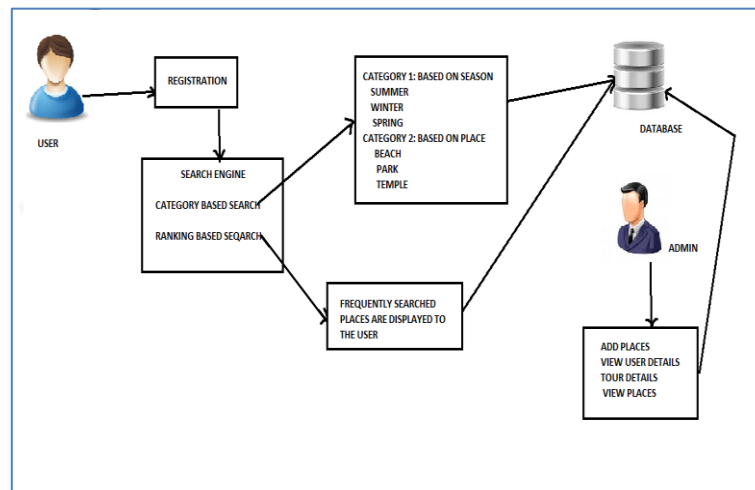 USER
REGISTRATION
SEARCH ENGINE
CATEGORY BASED SEARCH
RANKING BASED SEQARCH
CATEGORY 1: BASED ON SEASON
SUMMER
WINTER
SPRING
CATEGORY 2: BASED ON PLACE
BEACH
PARK
TEMPLE
FREQUENTLY SEARCHED
PLACES ARE DISPLAYED TO
THE USER
DATABASE
ADMIN
ADD PLACES
VIEW USER DETAILS
TOUR DETAILS
VIEW PLACES